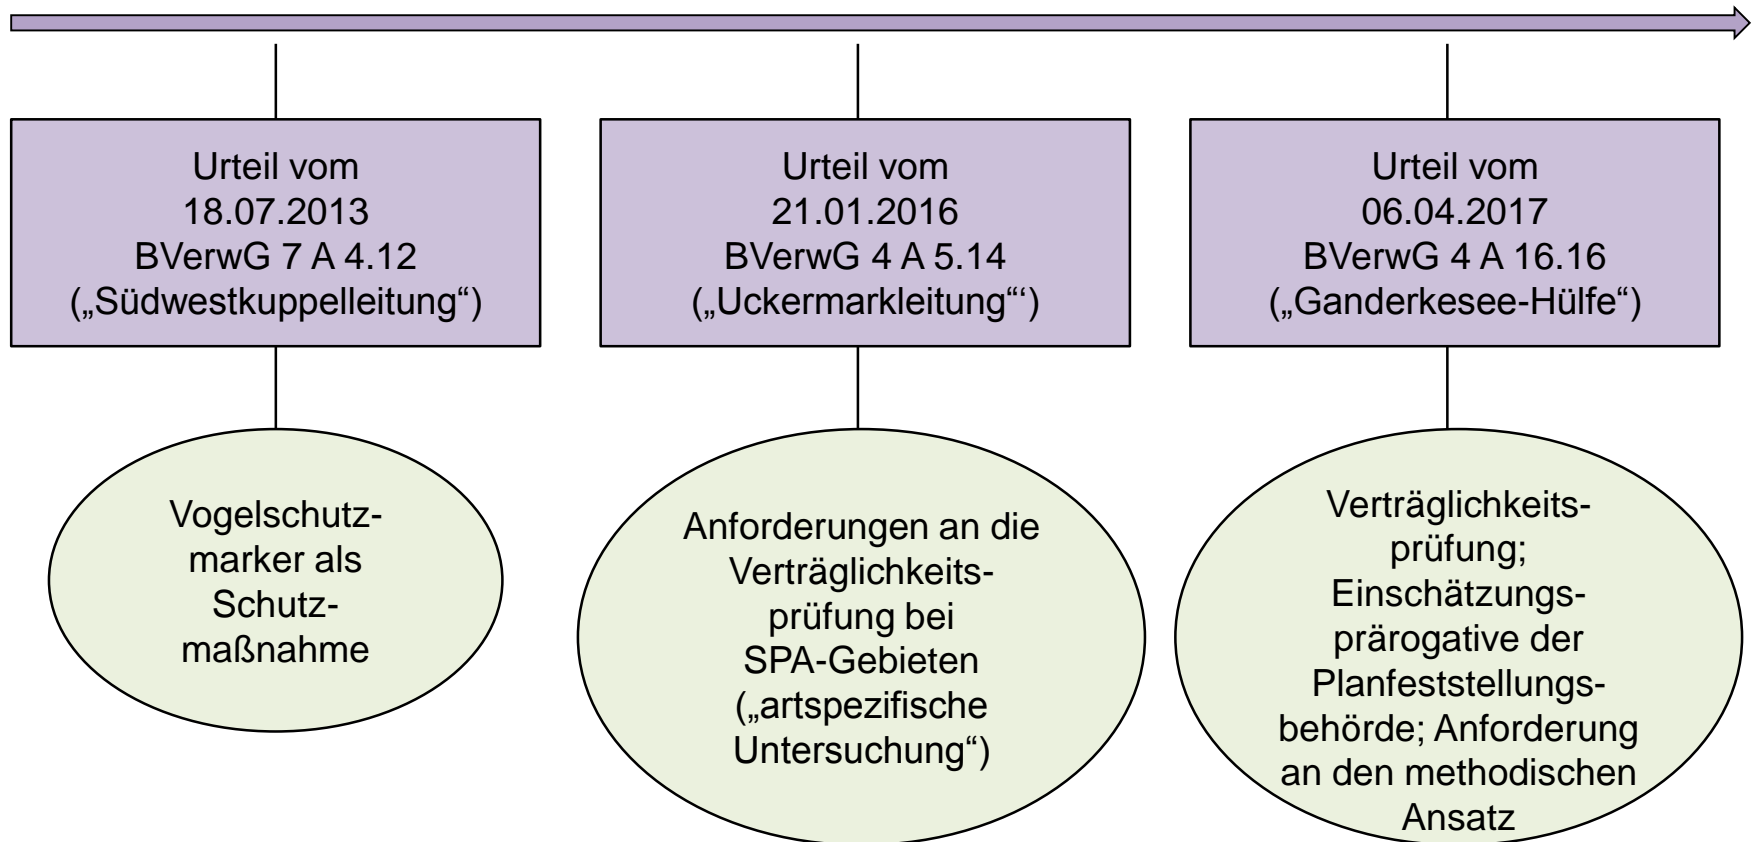 Urteil vom
18.07.2013
BVerwG 7 A 4.12
(„Südwestkuppelleitung“)
Urteil vom
21.01.2016
BVerwG 4 A 5.14
(„Uckermarkleitung“‘)
Urteil vom
06.04.2017
BVerwG 4 A 16.16
(„Ganderkesee-Hülfe“)
Vogelschutz-
marker als
Schutz-
maßnahme
Anforderungen an die
Verträglichkeits-
prüfung bei
SPA-Gebieten
(„artspezifische
Untersuchung“)
Verträglichkeits-
prüfung;
Einschätzungs-
prärogative der
Planfeststellungs-
behörde; Anforderung
an den methodischen
Ansatz